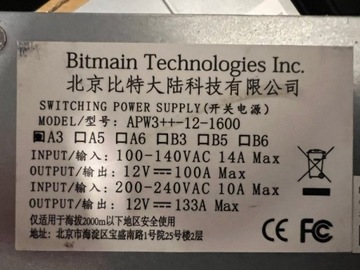 Bitmain Technologies Inc.
北京比特大陆科技有限公司
SWITCHING POWER SUPPLY(开关电源)
MODEL/型号: APW3++-12-1600
■A3 □A5 □A6 □B3 □B5 □B6
INPUT/输入: 100-140VAC 14A Max
OUTPUT/输出: 12V⎓100A Max
INPUT/输入: 200-240VAC 10A Max
OUTPUT/输出: 12V⎓133A Max
仅适用于海拔2000m以下地区安全使用
地址: 北京市海淀区宝盛南路1号院25号楼2层
FC CE